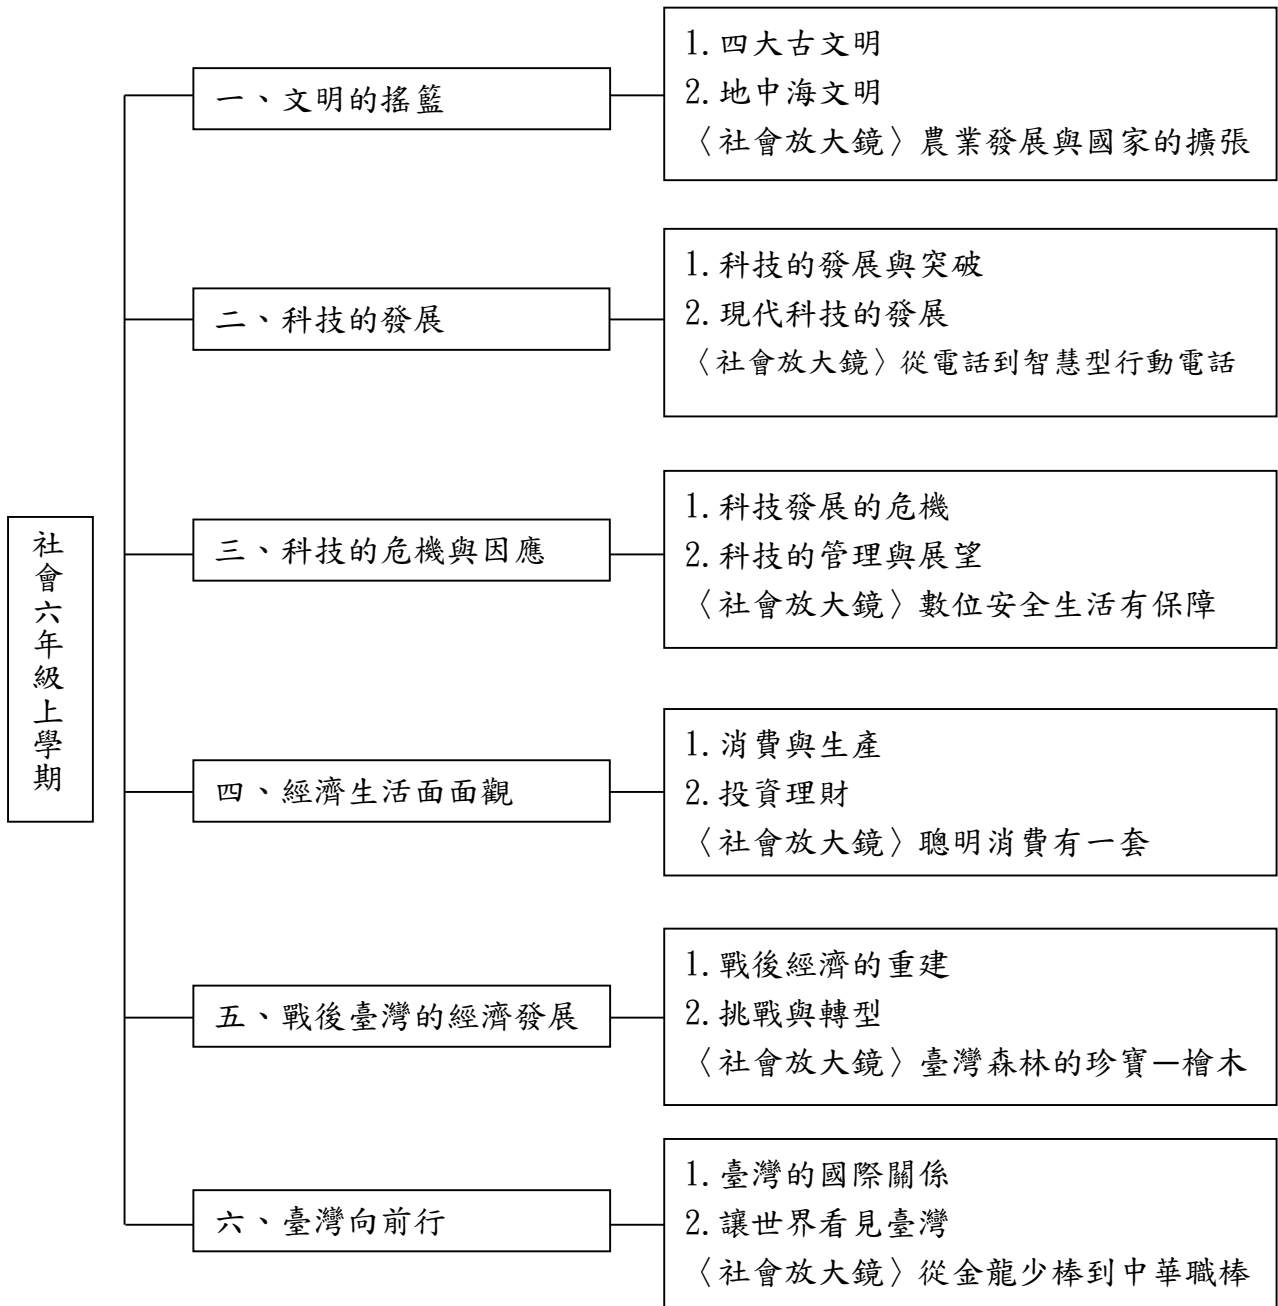 社會六年級上學期
一、文明的搖籃
1.四大古文明
2.地中海文明
〈社會放大鏡〉農業發展與國家的擴張
二、科技的發展
1.科技的發展與突破
2.現代科技的發展
〈社會放大鏡〉從電話到智慧型行動電話
三、科技的危機與因應
1.科技發展的危機
2.科技的管理與展望
〈社會放大鏡〉數位安全生活有保障
四、經濟生活面面觀
1.消費與生產
2.投資理財
〈社會放大鏡〉聰明消費有一套
五、戰後臺灣的經濟發展
1.戰後經濟的重建
2.挑戰與轉型
〈社會放大鏡〉臺灣森林的珍寶—檜木
六、臺灣向前行
1.臺灣的國際關係
2.讓世界看見臺灣
〈社會放大鏡〉從金龍少棒到中華職棒